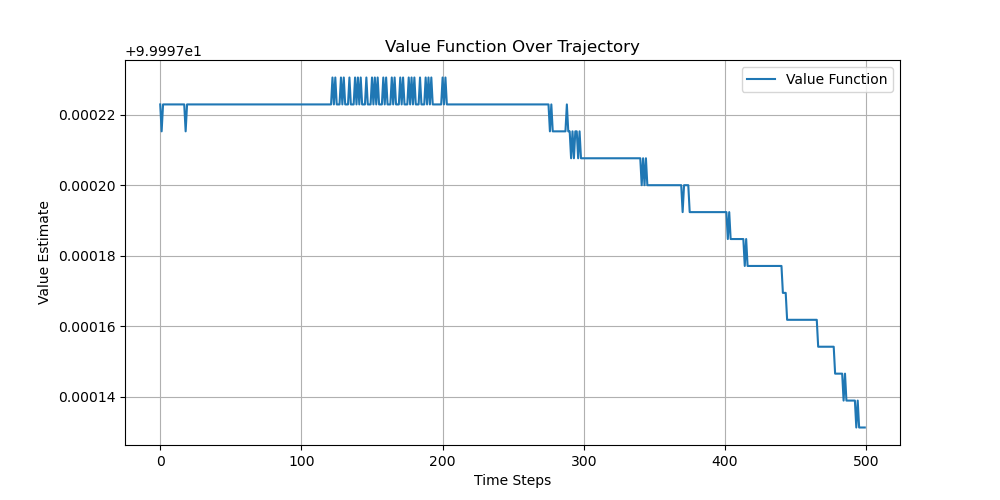 Value Function Over Trajectory
+9.9997e1
Value Function
0.00022
0.00020
0.00018
0.00016
0.00014
Value Estimate
0 100 200 300 400 500
Time Steps